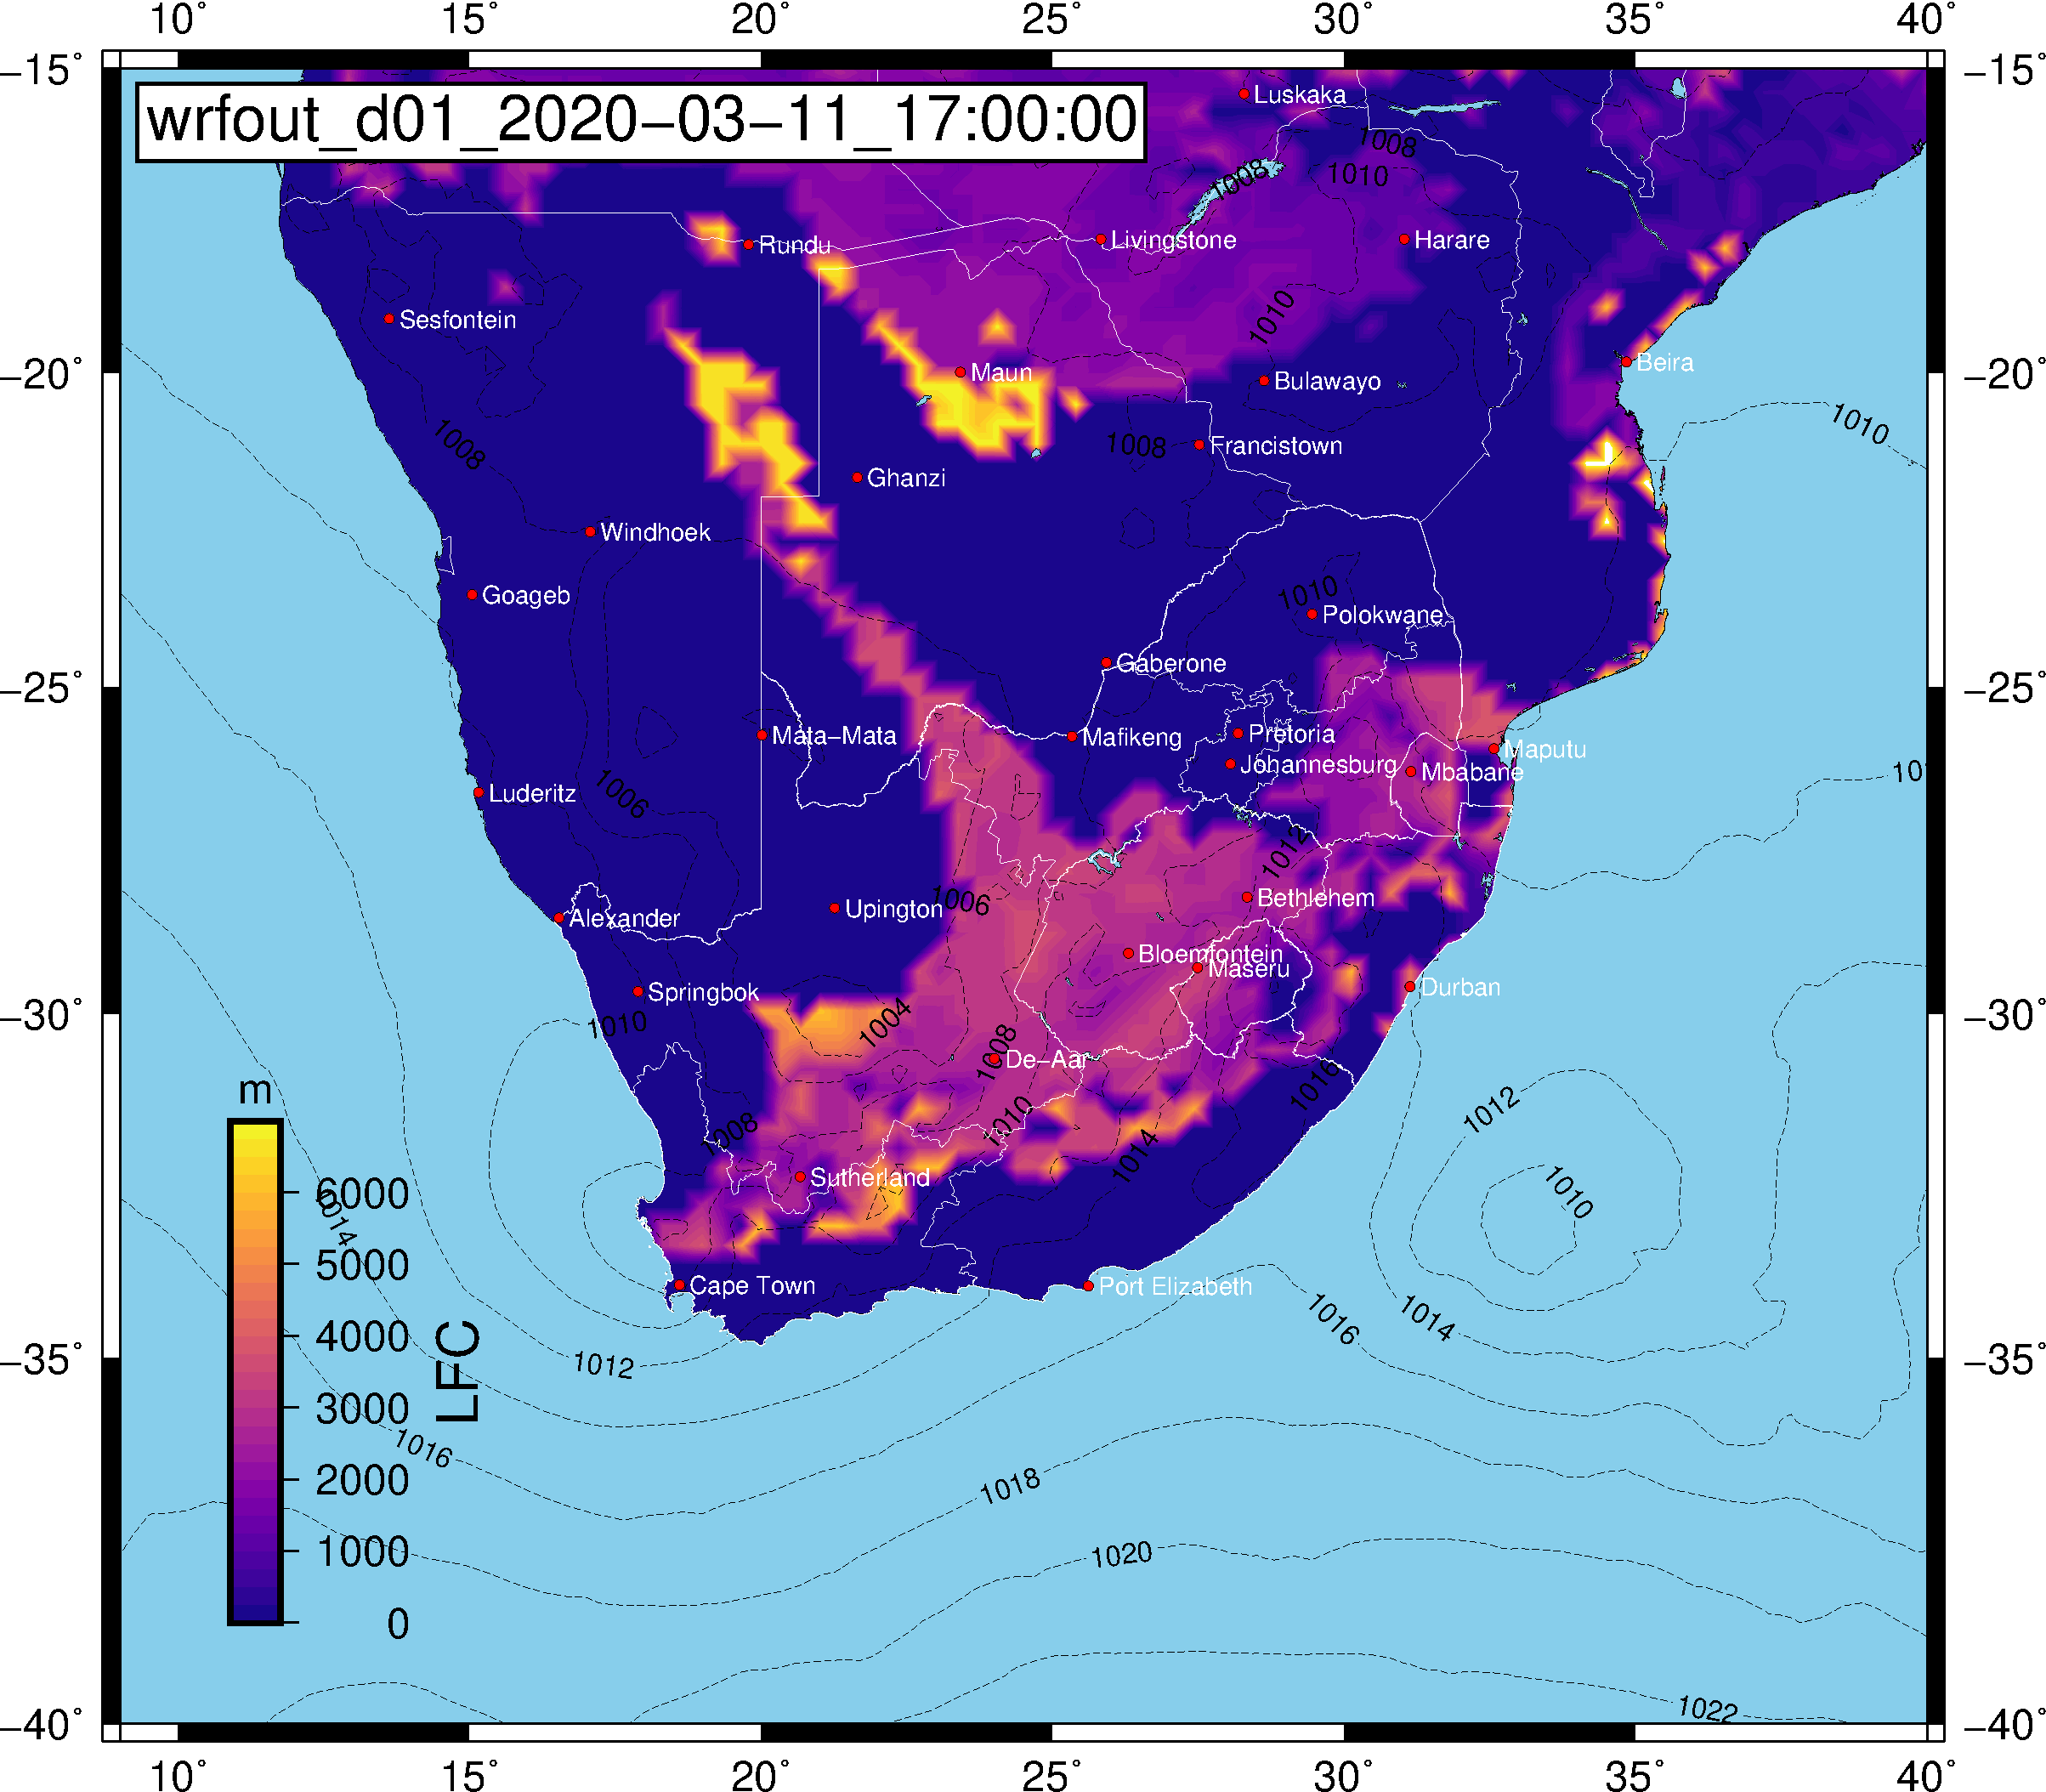 10° 15° 20° 25° 30° 35° 40°
−15° −15°
wrfout_d01_2020−03−11_17:00:00
Luskaka
1008
1010
1008
Rundu
Livingstone
Harare
Sesfontein
1010
Beira
−20° −20°
Maun
Bulawayo
1010
1008
1008
Francistown
Ghanzi
Windhoek
Goageb
1010
Polokwane
Gaberone
−25° −25°
Mata−Mata
Mafikeng
Pretoria
Maputu
Johannesburg
Mbabane
10
Luderitz
1006
1012
Bethlehem
1006
Upington
Alexander
Bloemfontein
Maseru
Durban
Springbok
−30° −30°
1010
1004
1008
De−Aar
1016
m
1012
1008
1010
1014
Sutherland
1010
6000
1014
5000
Cape Town
Port Elizabeth
1016
1014
4000
LFC
1012
−35° −35°
3000
1016
2000
1018
1000
1020
0
1022
−40° −40°
10° 15° 20° 25° 30° 35° 40°